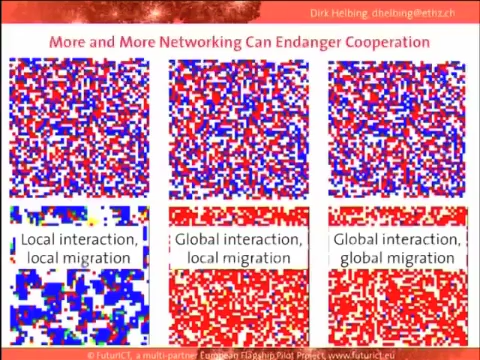 Dirk Helbing, dhelbing@ethz.ch
More and More Networking Can Endanger Cooperation
Local interaction,
local migration
Global interaction,
local migration
Global interaction,
global migration
© FuturICT, a multi-partner European Flagship Pilot Project, www.futurict.eu